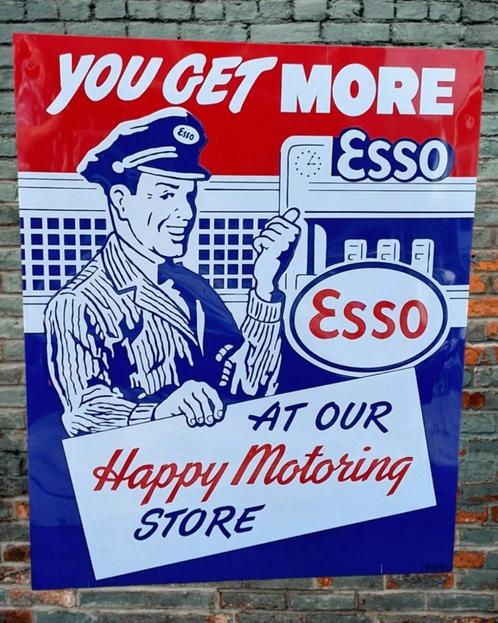 YOU GET MORE
Esso
Esso
Esso
AT OUR
Happy Motoring
STORE